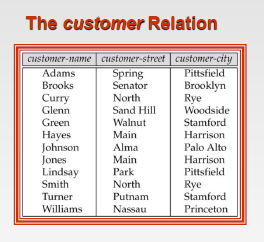 The customer Relation
customer-name customer-street customer-city
Adams Spring Pittsfield
Brooks Senator Brooklyn
Curry North Rye
Glenn Sand Hill Woodside
Green Walnut Stamford
Hayes Main Harrison
Johnson Alma Palo Alto
Jones Main Harrison
Lindsay Park Pittsfield
Smith North Rye
Turner Putnam Stamford
Williams Nassau Princeton